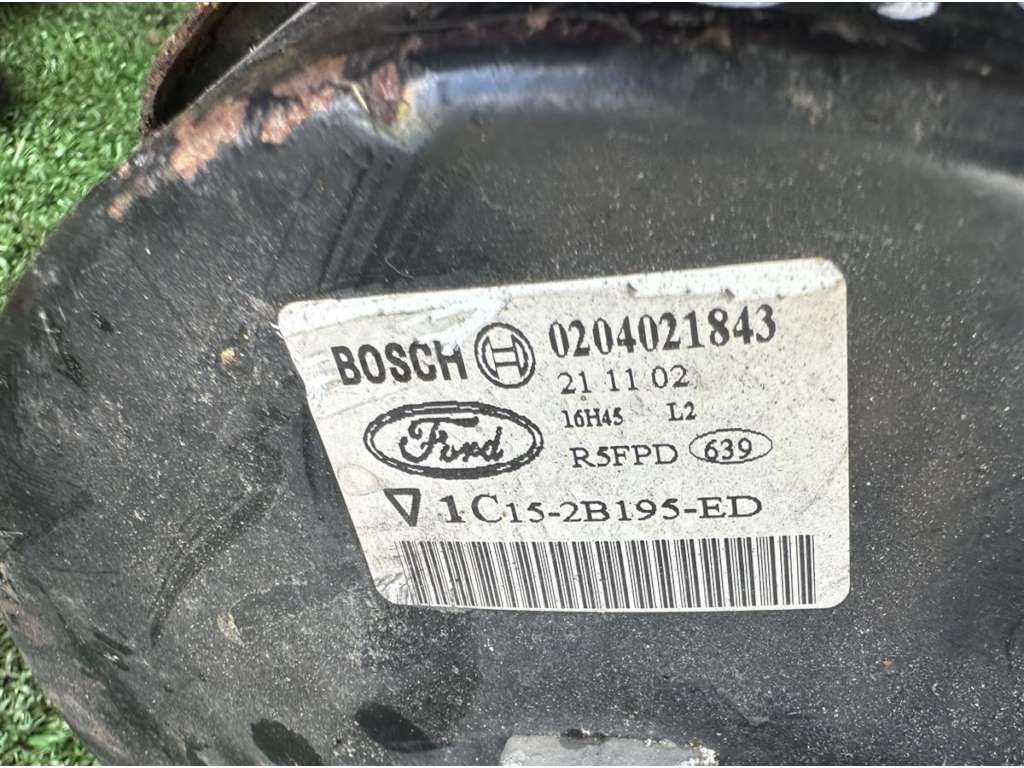 BOSCH 0204021843
21 11 02
16H45 L2
Ford
R5FPD 639
1C15-2B195-ED